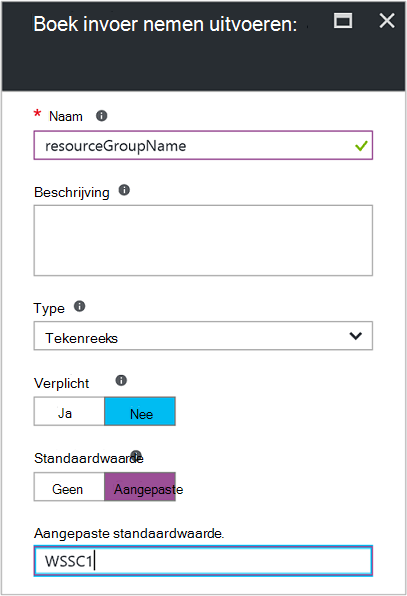 Boek invoer nemen uitvoeren:
* Naam
resourceGroupName
Beschrijving
Type
Tekenreeks
Verplicht
Ja Nee
Standaardwaarde
Geen Aangepaste
Aangepaste standaardwaarde.
WSSC1